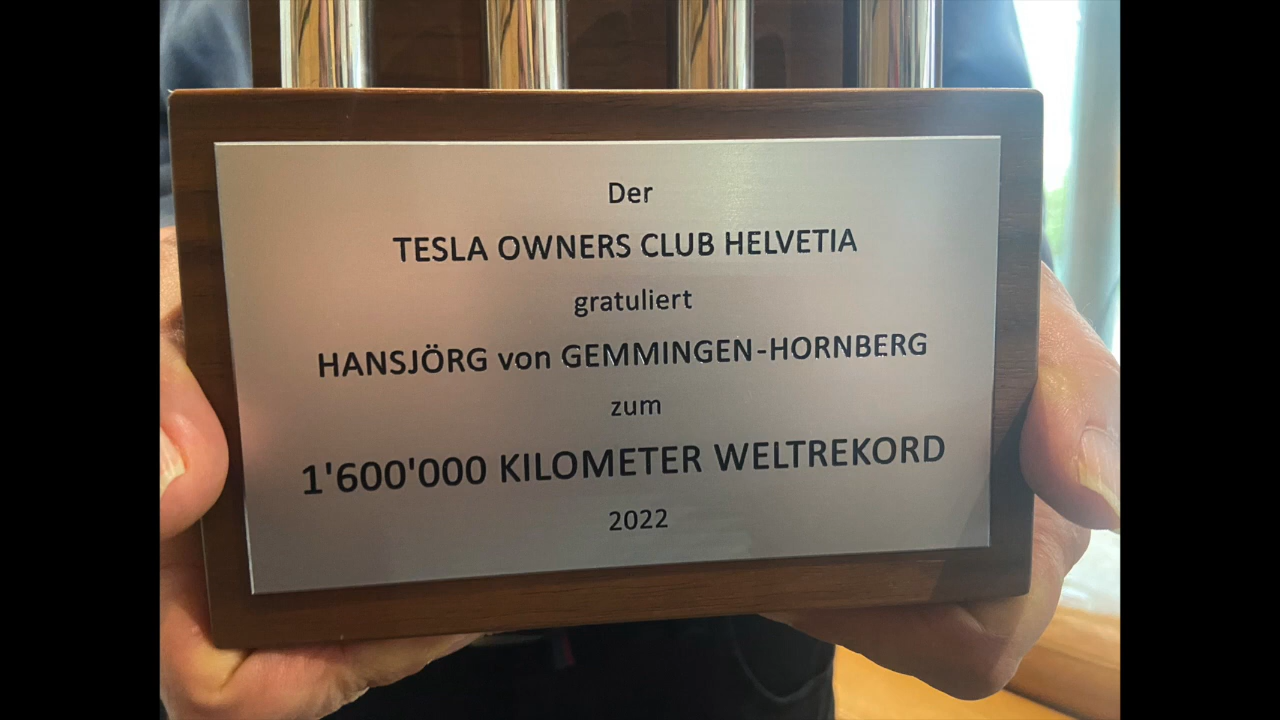 Der
TESLA OWNERS CLUB HELVETIA
gratuliert
HANSJÖRG von GEMMINGEN-HORNBERG
zum
1'600'000 KILOMETER WELTREKORD
2022